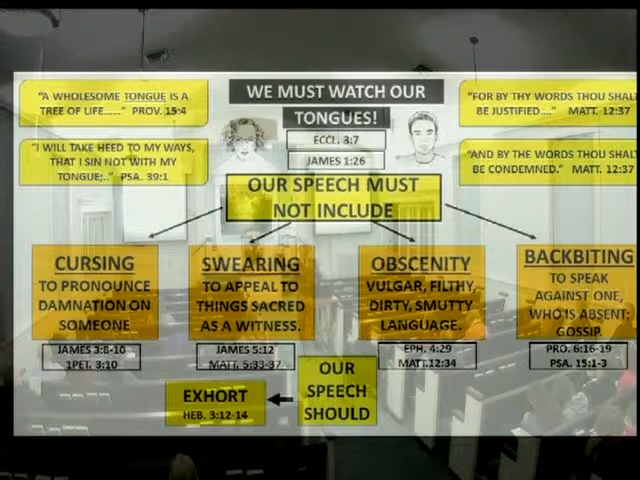 "A WHOLESOME TONGUE IS A
TREE OF LIFE……" PROV. 15:4
"I WILL TAKE HEED TO MY WAYS,
THAT I SIN NOT WITH MY
TONGUE;.." PSA. 39:1
WE MUST WATCH OUR
TONGUES!
ECCL. 3:7
JAMES 1:26
"FOR BY THY WORDS THOU SHAL
BE JUSTIFIED…." MATT. 12:37
"AND BY THE WORDS THOU SHAL
BE CONDEMNED." MATT. 12:37
OUR SPEECH MUST
NOT INCLUDE
CURSING
TO PRONOUNCE
DAMNATION ON
SOMEONE
JAMES 3:8-10
1PET. 3:10
SWEARING
TO APPEAL TO
THINGS SACRED
AS A WITNESS.
JAMES 5:12
MATT. 5:33-37
OBSCENITY
VULGAR, FILTHY,
DIRTY, SMUTTY
LANGUAGE.
EPH. 4:29
MATT.12:34
BACKBITING
TO SPEAK
AGAINST ONE,
WHO IS ABSENT;
GOSSIP.
PRO. 6:16-19
PSA. 15:1-3
OUR
SPEECH
SHOULD
EXHORT
HEB. 3:12-14